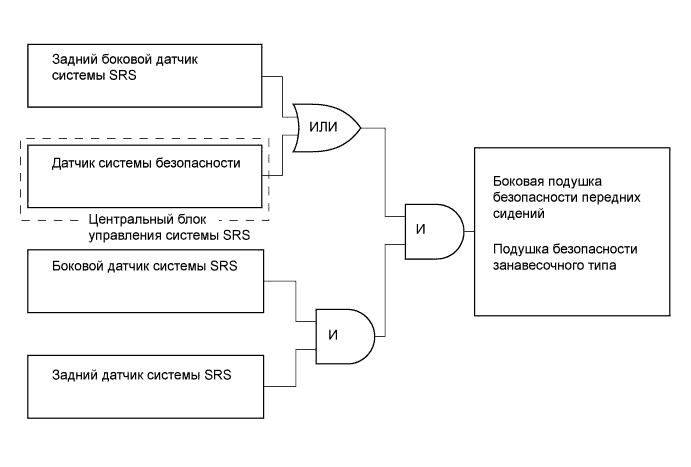 Задний боковой датчик
системы SRS
ИЛИ
Датчик системы безопасности
Центральный блок
управления системы SRS
Боковая подушка
безопасности передних
сидений
Подушка безопасности
занавесочного типа
И
Боковой датчик системы SRS
И
Задний датчик системы SRS